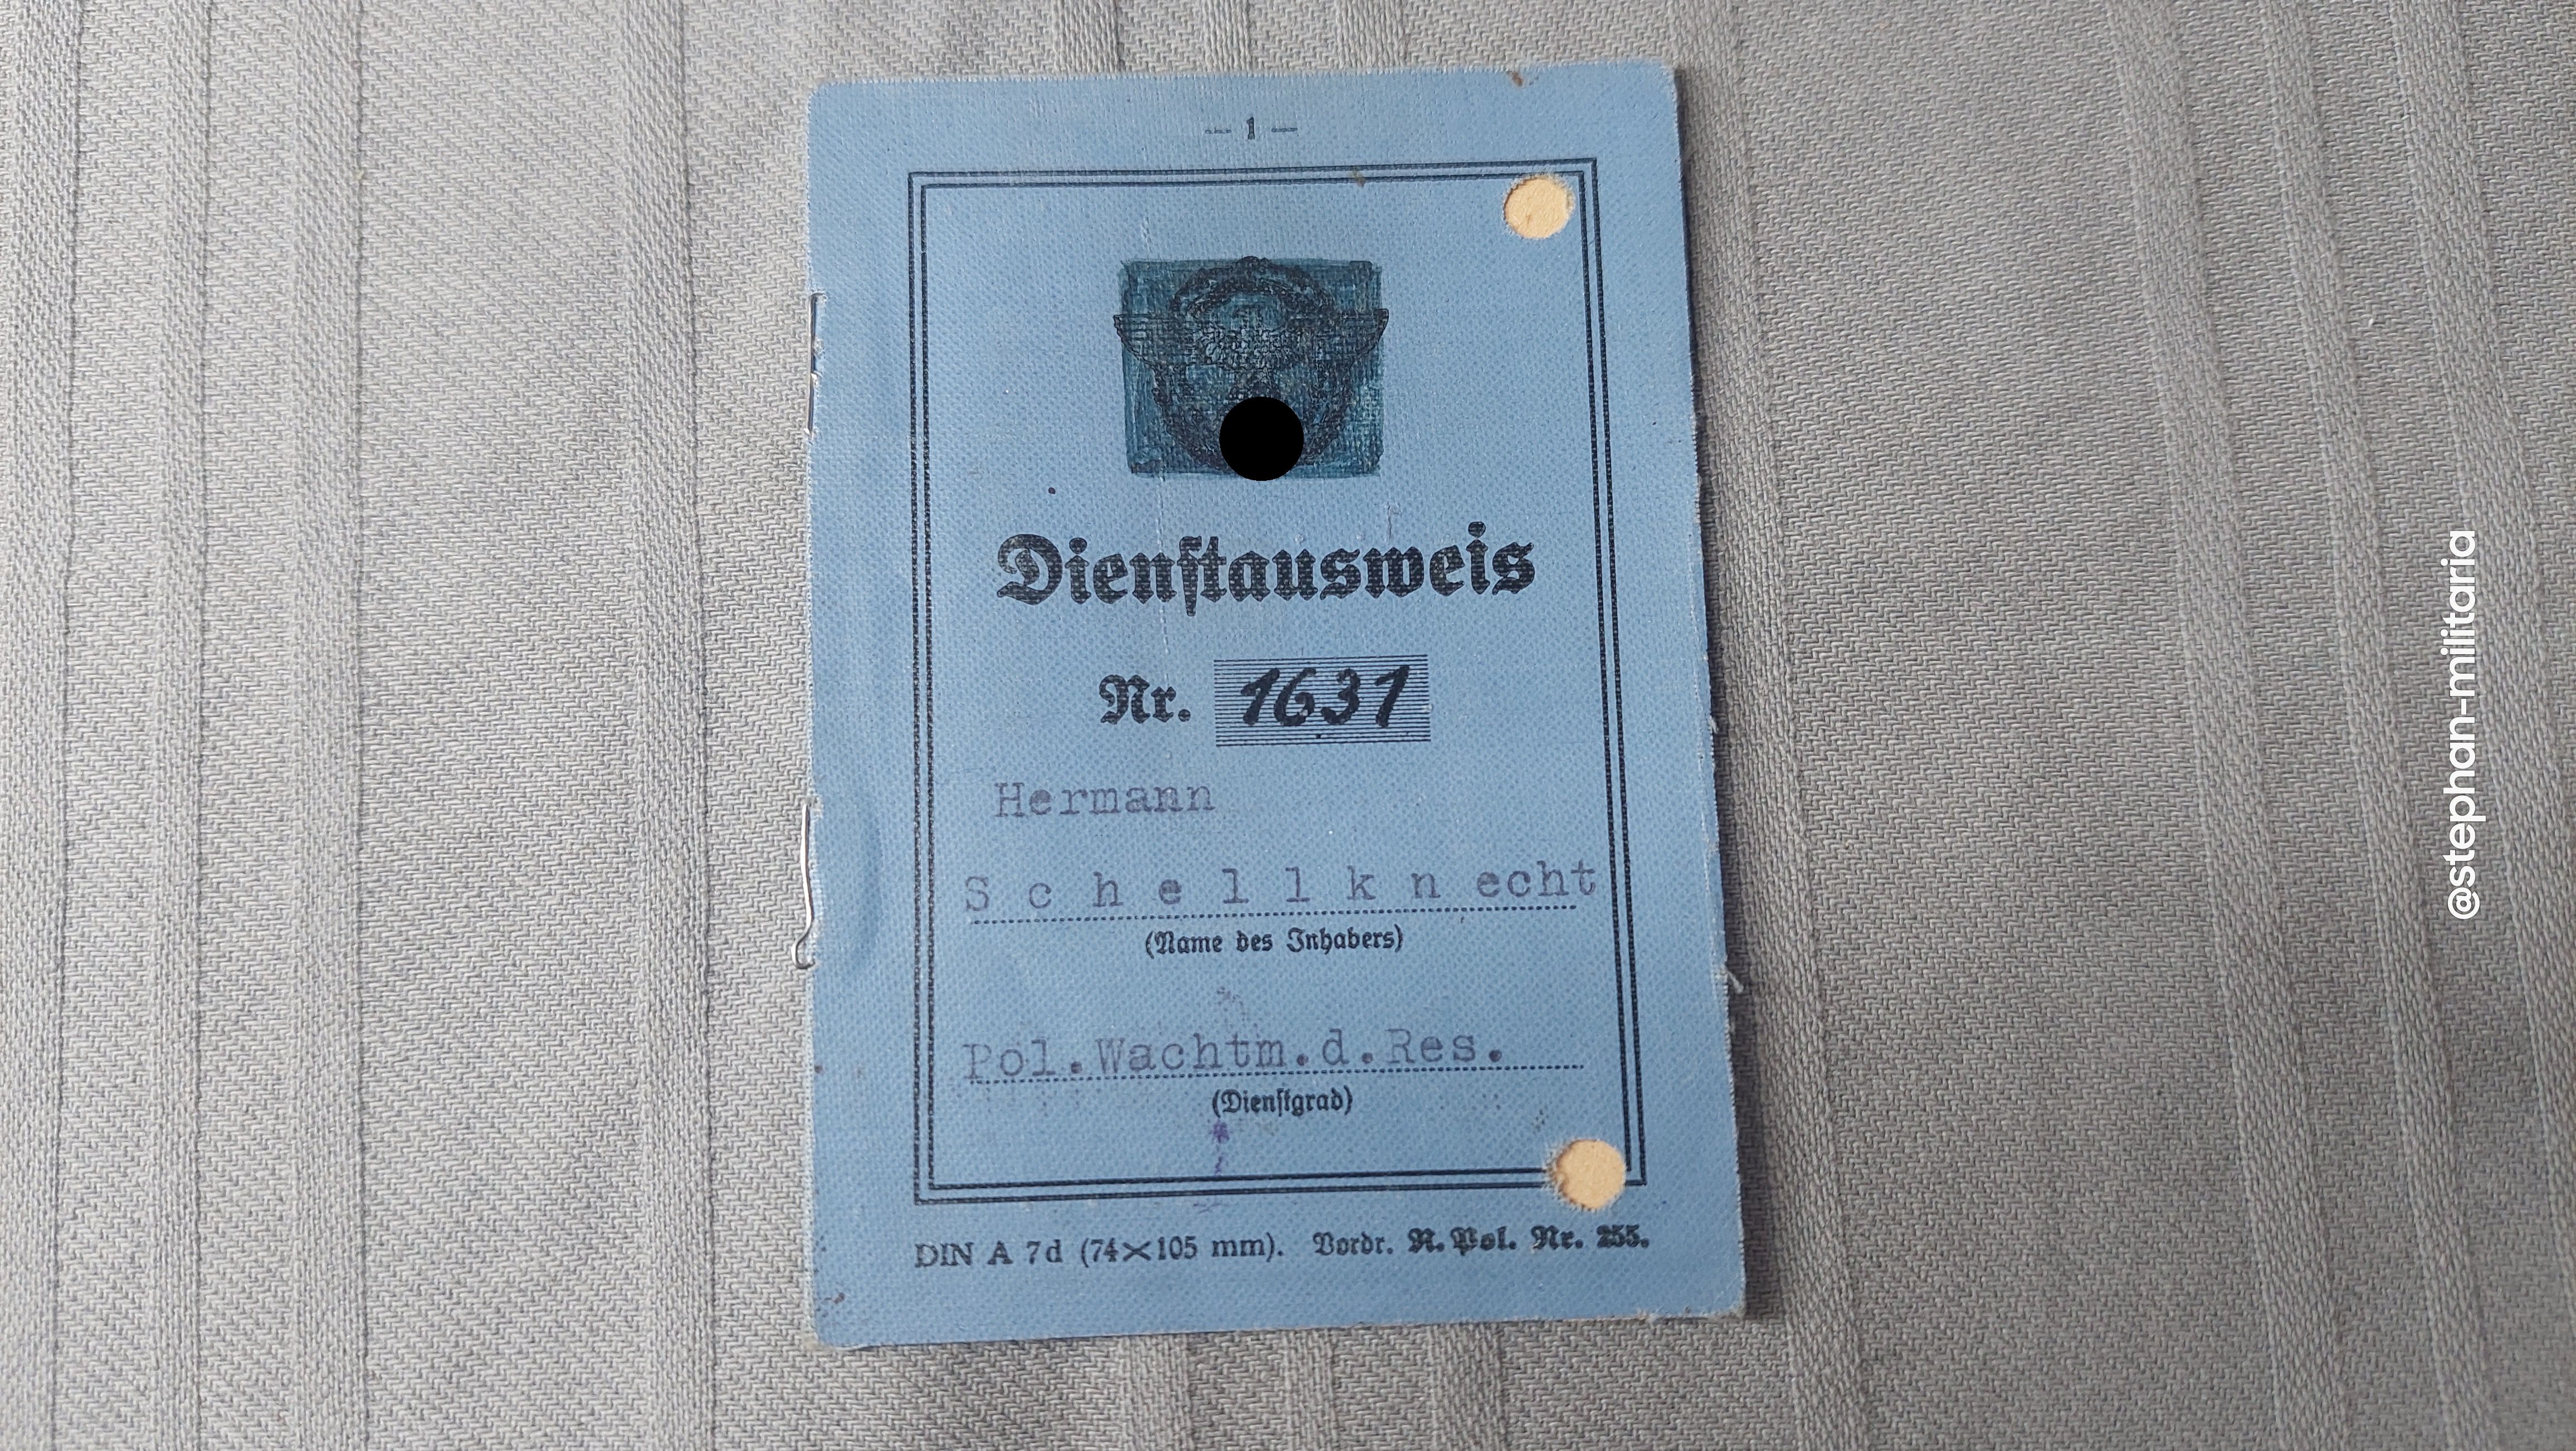 — 1 —
Dienstausweis
Nr. 1631
Hermann
S c h e l l k n echt
(Name des Inhabers)
Pol.Wachtm.d.Res.
(Dienstgrad)
DIN A 7d (74×105 mm). Vordr. R. Pol. Nr. 255.
@stephan-militaria